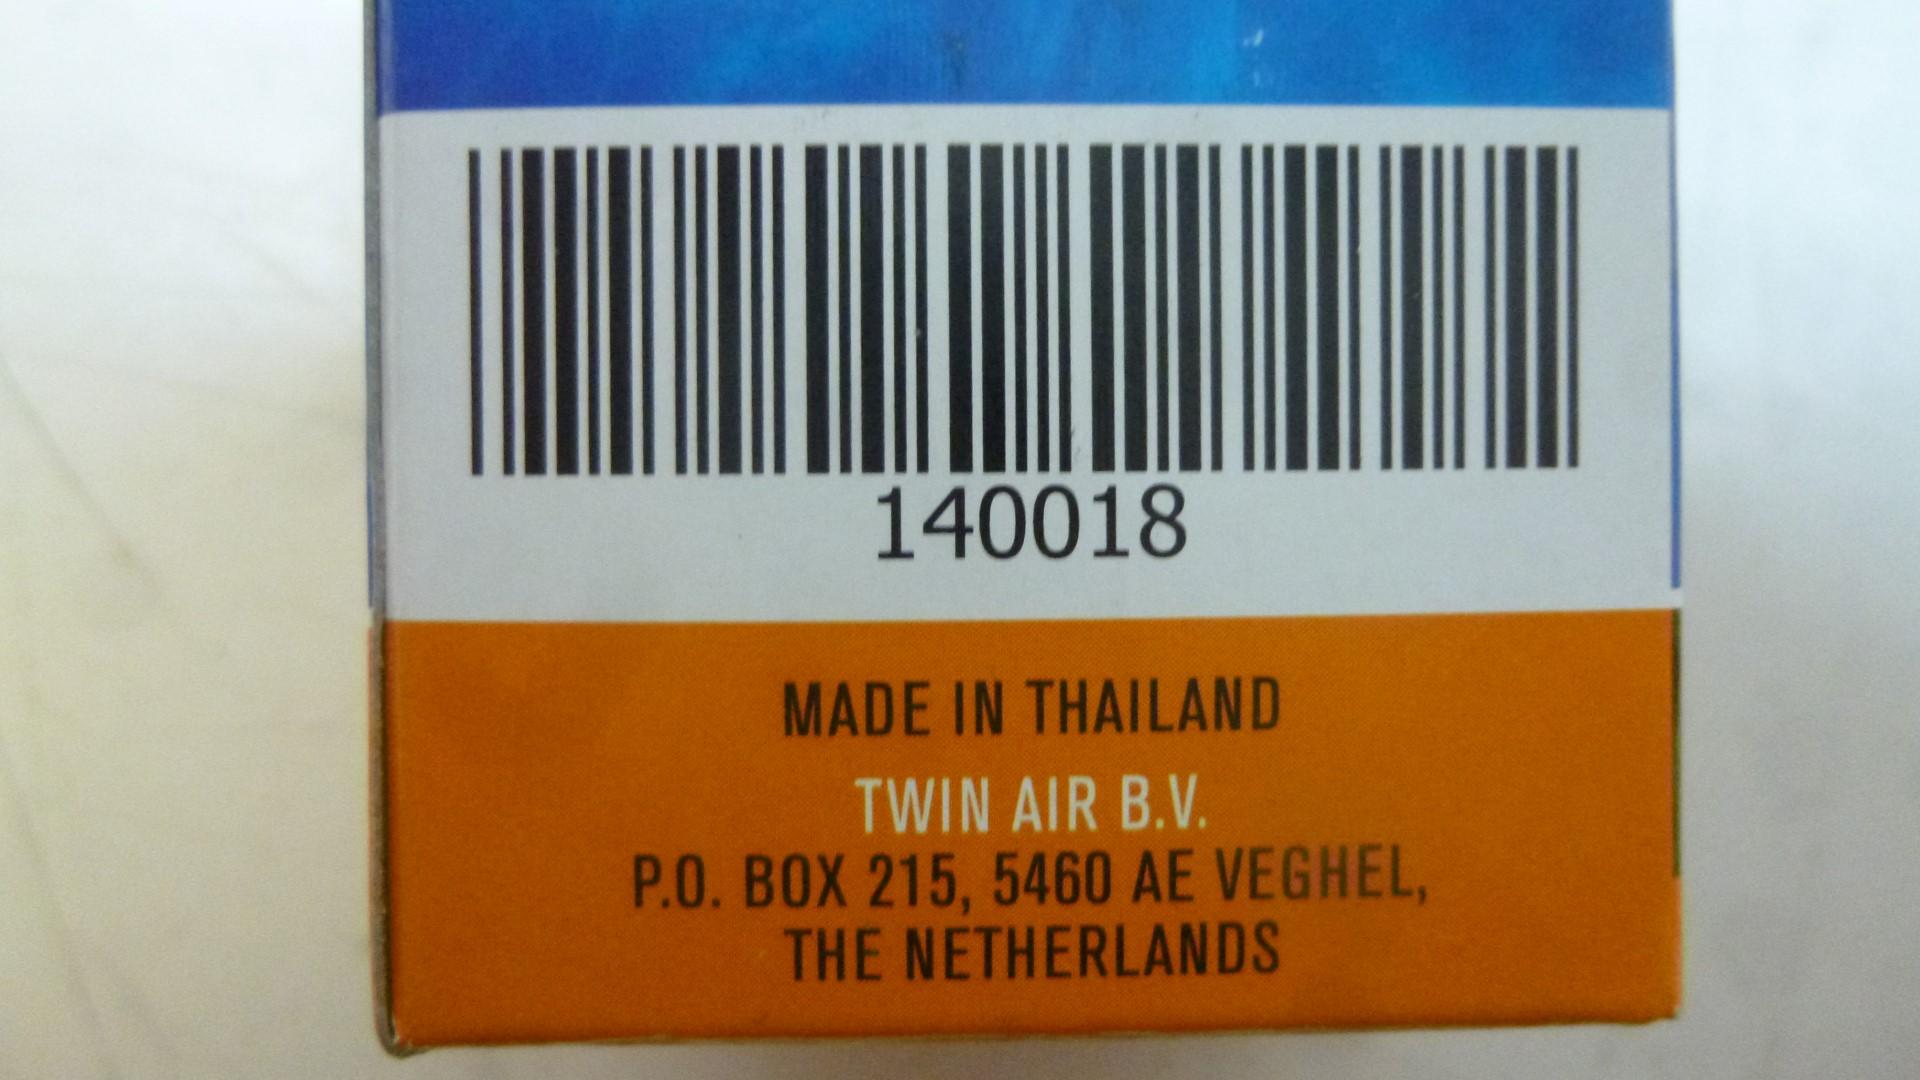 140018
MADE IN THAILAND
TWIN AIR B.V.
P.O. BOX 215, 5460 AE VEGHEL,
THE NETHERLANDS